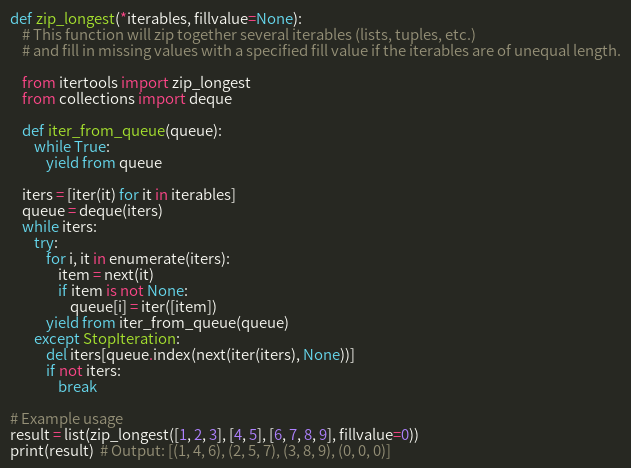 def zip_longest(*iterables, fillvalue=None):
    # This function will zip together several iterables (lists, tuples, etc.)
    # and fill in missing values with a specified fill value if the iterables are of unequal length.

    from itertools import zip_longest
    from collections import deque

    def iter_from_queue(queue):
        while True:
            yield from queue

    iters = [iter(it) for it in iterables]
    queue = deque(iters)
    while iters:
        try:
            for i, it in enumerate(iters):
                item = next(it)
                if item is not None:
                    queue[i] = iter([item])
            yield from iter_from_queue(queue)
        except StopIteration:
            del iters[queue.index(next(iter(iters), None))]
            if not iters:
                break

# Example usage
result = list(zip_longest([1, 2, 3], [4, 5], [6, 7, 8, 9], fillvalue=0))
print(result)  # Output: [(1, 4, 6), (2, 5, 7), (3, 8, 9), (0, 0, 0)]